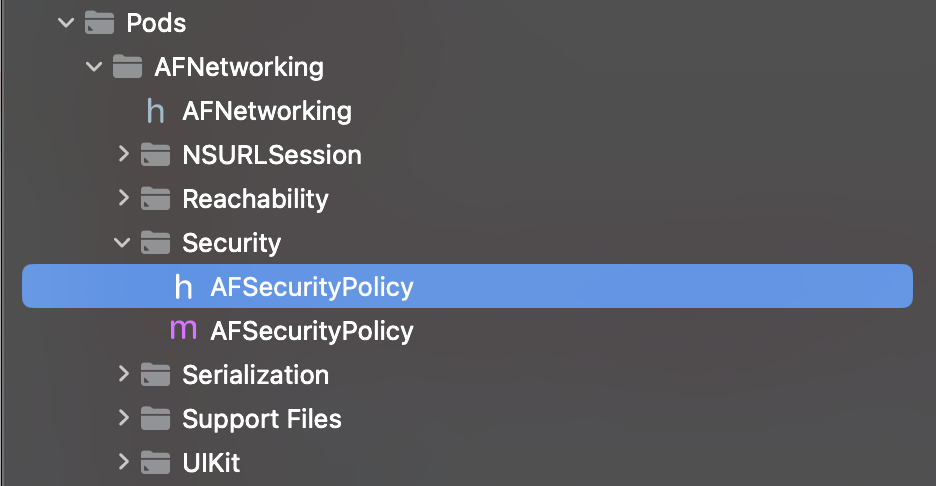 Pods
AFNetworking
h AFNetworking
NSURLSession
Reachability
Security
h AFSecurityPolicy
m AFSecurityPolicy
Serialization
Support Files
UIKit